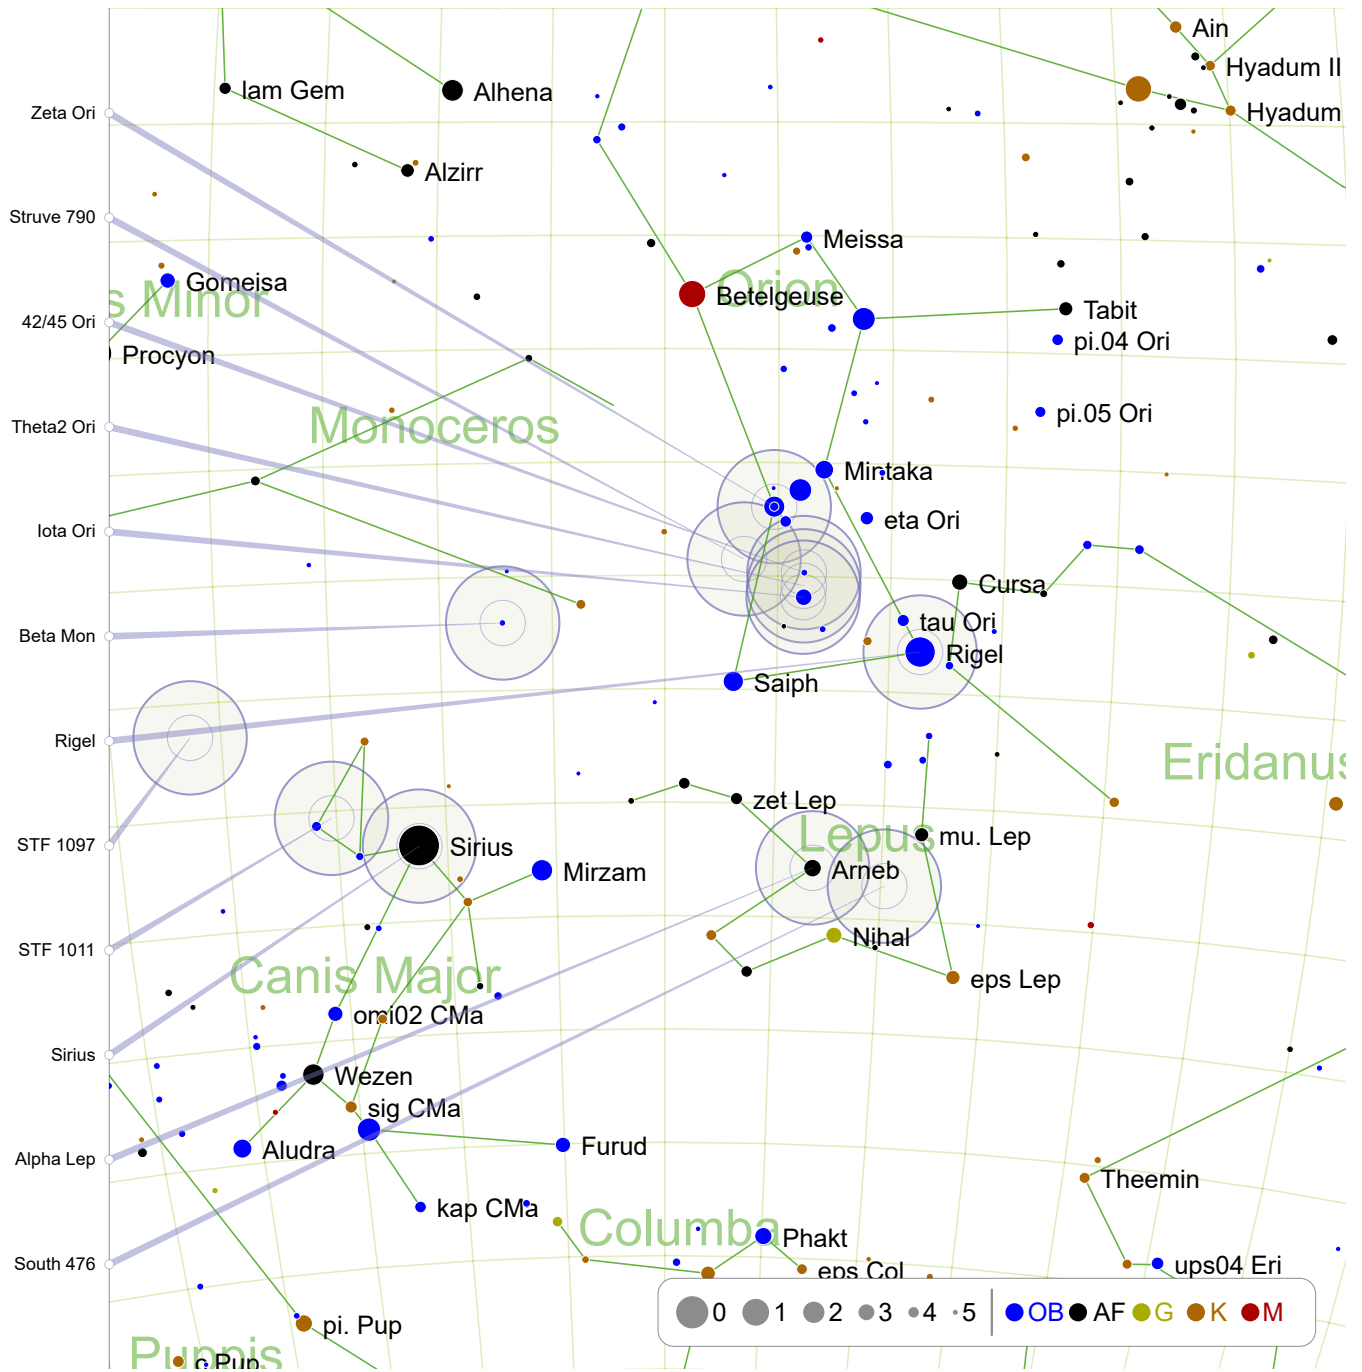 Ain
Hyadum II
lam Gem
Alhena
Hyadum
Zeta Ori
Alzirr
Struve 790
Meissa
Gomeisa
s Minor
Orion
Betelgeuse
Tabit
42/45 Ori
pi.04 Ori
Procyon
pi.05 Ori
Theta2 Ori
Monoceros
Mintaka
eta Ori
Iota Ori
Cursa
tau Ori
Beta Mon
Rigel
Saiph
Rigel
Eridanus
zet Lep
Lepus
mu. Lep
STF 1097
Sirius
Mirzam
Arneb
Nihal
STF 1011
Canis Major
eps Lep
omi02 CMa
Sirius
Wezen
sig CMa
Aludra
Furud
Alpha Lep
Theemin
kap CMa
Columba
Phakt
South 476
eps Col
ups04 Eri
0 1 2 3 4 5 OB AF G K M
pi. Pup
Puppis
c Pup